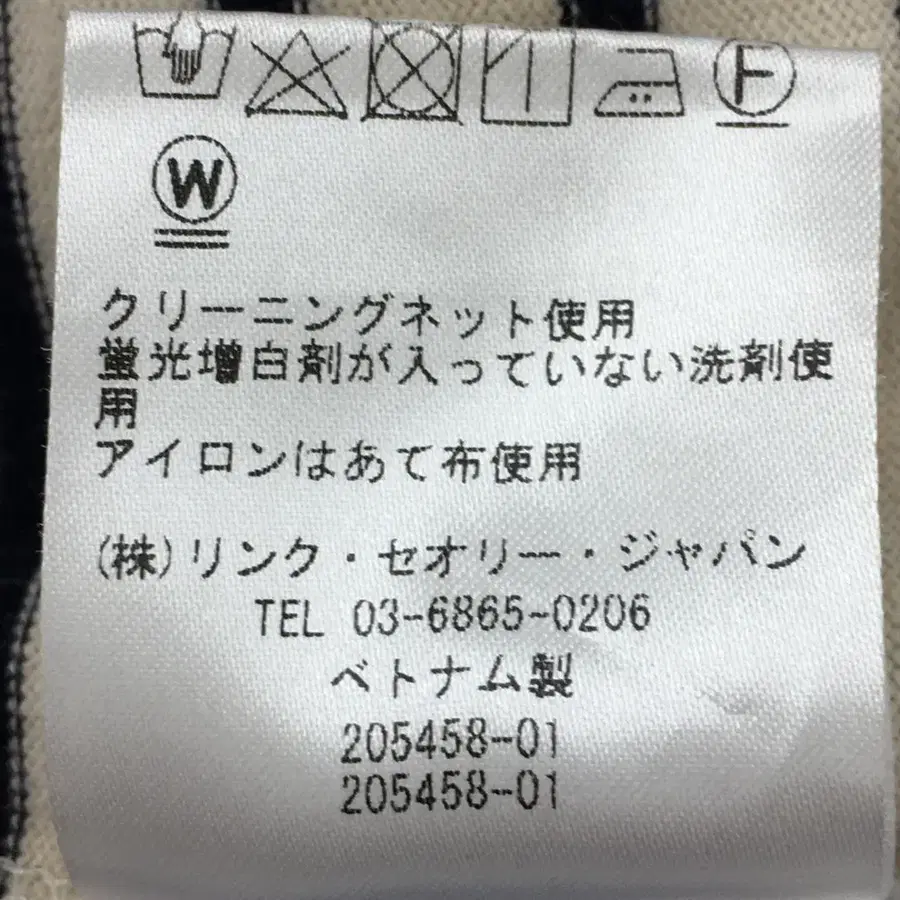 F
W
クリーニングネット使用
蛍光増白剤が入っていない洗剤使
用
アイロンはあて布使用
(株)リンク・セオリー・ジャパン
TEL 03-6865-0206
ベトナム製
205458-01
205458-01